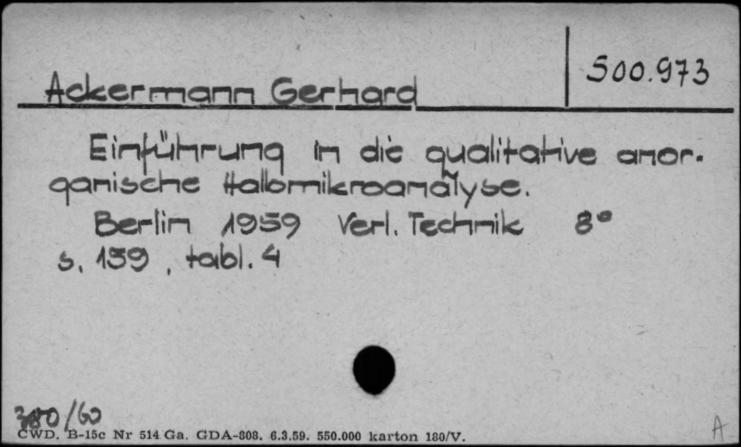 500.973
Ackermann Gerhard
Einführung in die qualitative anor-
ganische Halbmikroanalyse.
Berlin 1959 Verl. Technik 8°
s. 159, tabl. 4
380/60
CWD. B-15c Nr 514 Ga. GDA-808. 6.3.59. 550.000 karton 180/V.
A